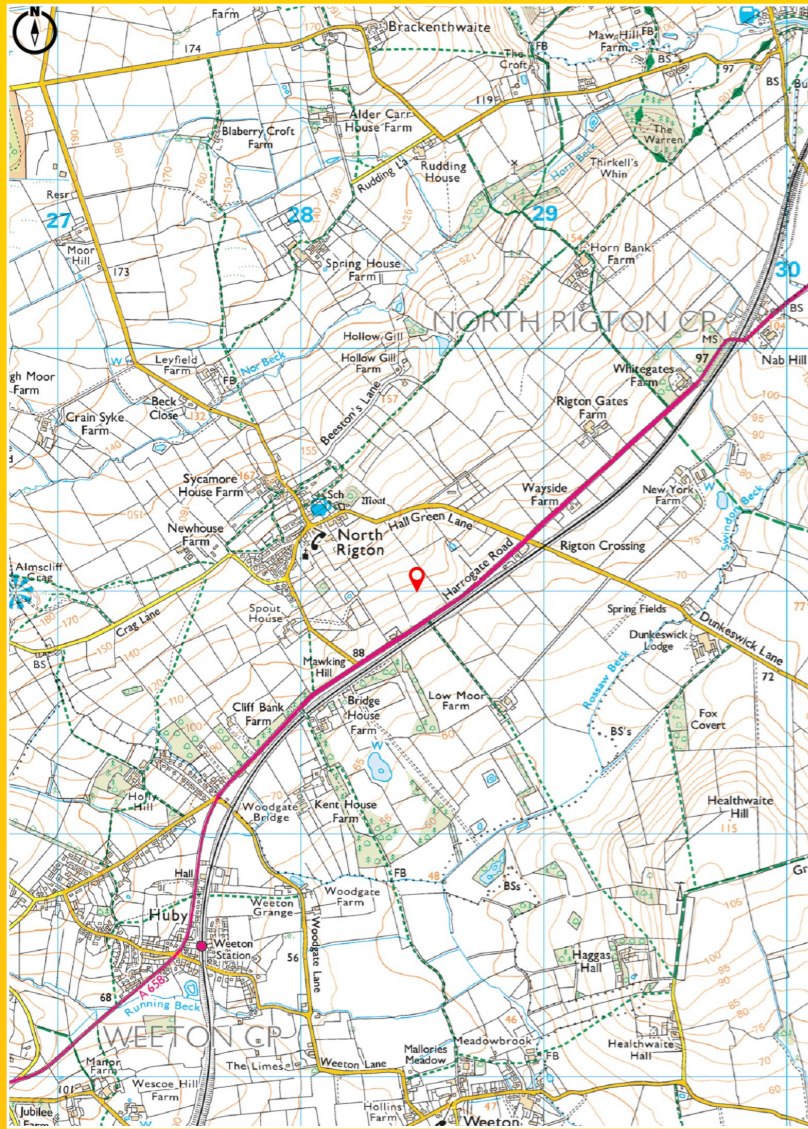 N
Farm
Brackenthwaite
174
The
Croft
FB
Maw Hill
Farm
FB
BS
97
BS
119
Alder Carr
House Farm
Blaberry Croft
Farm
The
Warren
Rudding La
Rudding
House
Horn Beck
Thirkell's
Whin
Resr
27
28
29
30
Moor
Hill
173
Spring House
Farm
154
Horn Bank
Farm
NORTH RIGTON CP
BS
104
MS
97
Nab Hill
W
Leyfield
Farm
FB
Nor Beck
Hollow Gill
Hollow Gill
Farm
157
Whitegates
Farm
gh Moor
Farm
Beck
Close
132
Crain Syke
Farm
Beeston's Lane
Rigton Gates
Farm
155
Sycamore
House Farm
167
Sch
Moat
Wayside
Farm
New York
Farm
W
Swindon Beck
Newhouse
Farm
North
Rigton
Hall Green Lane
Rigton Crossing
Almscliff
Crag
Harrogate Road
Crag Lane
Spout
House
Spring Fields
Dunkeswick Lane
Dunkeswick
Lodge
BS
Mawking
Hill
88
Rossaw Beck
72
Cliff Bank
Farm
Bridge
House
Farm
Low Moor
Farm
W
BS's
Fox
Covert
Holly
Hill
Woodgate
Bridge
Kent House
Farm
Healthwaite
Hill
115
Hall
FB
48
BSs
Gr
Huby
Weeton
Grange
Woodgate
Farm
Woodgate Lane
Weeton
Station
56
Haggas
Hall
A 658
68
Running Beck
WEETON CP
Manor
Farm
101
Wescoe Hill
Farm
The Limes
Weeton Lane
Mallories
Meadow
Meadowbrook
46
FB
Healthwaite
Hall
Jubilee
Farm
Hollins
Farm
47
Weeton